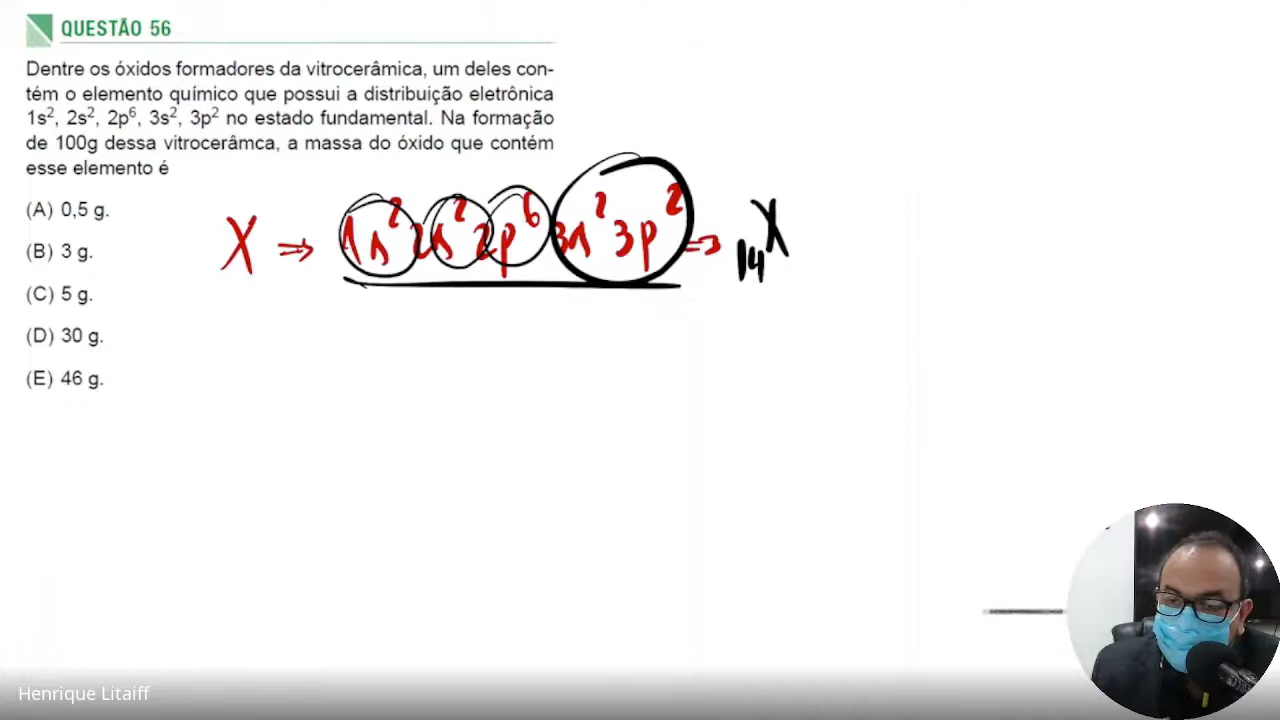 QUESTÃO 56
Dentre os óxidos formadores da vitrocerâmica, um deles con-
tém o elemento químico que possui a distribuição eletrônica
1s², 2s², 2p⁶, 3s², 3p² no estado fundamental. Na formação
de 100g dessa vitrocerâmca, a massa do óxido que contém
esse elemento é
(A) 0,5 g.
(B) 3 g.
(C) 5 g.
(D) 30 g.
(E) 46 g.
X ⇒ 1s² 2s² 2p⁶ 3s² 3p² ⇒ ₁₄X
Henrique Litaiff